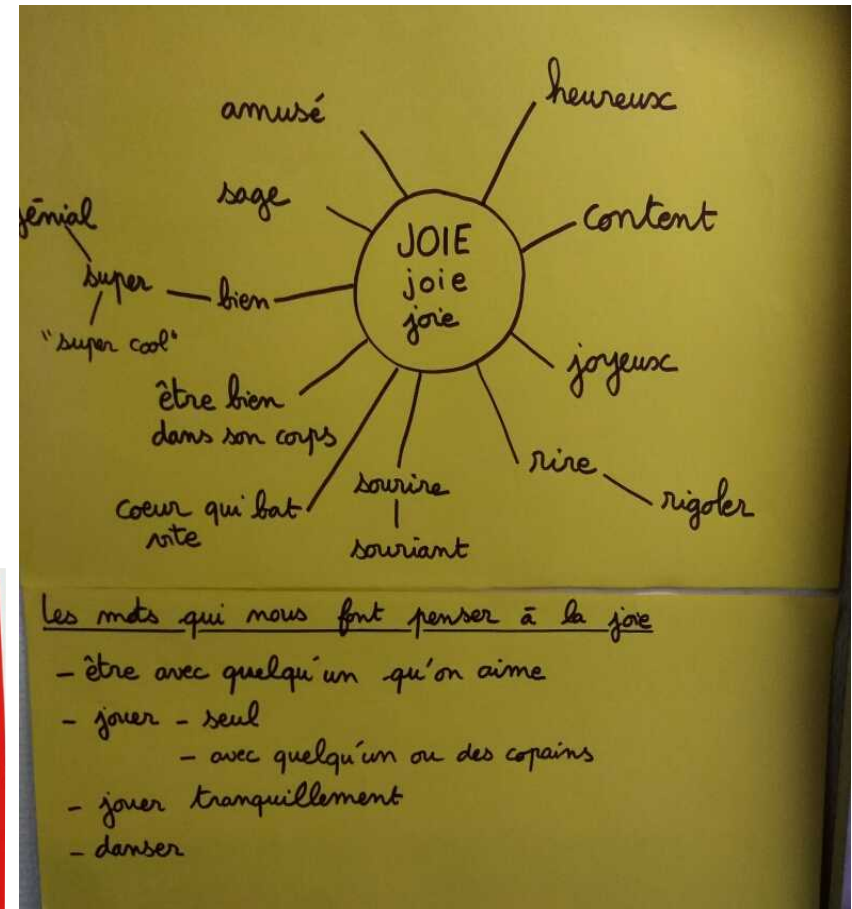 amusé
heureux
sage
content
génial
JOIE
joie
joie
super
bien
"super cool"
joyeux
être bien
dans son corps
rire
rigoler
coeur qui bat
vite
sourire
souriant
Les mots qui nous font penser à la joie
- être avec quelqu'un qu'on aime
- jouer - seul
- avec quelqu'un ou des copains
- jouer tranquillement
- danser